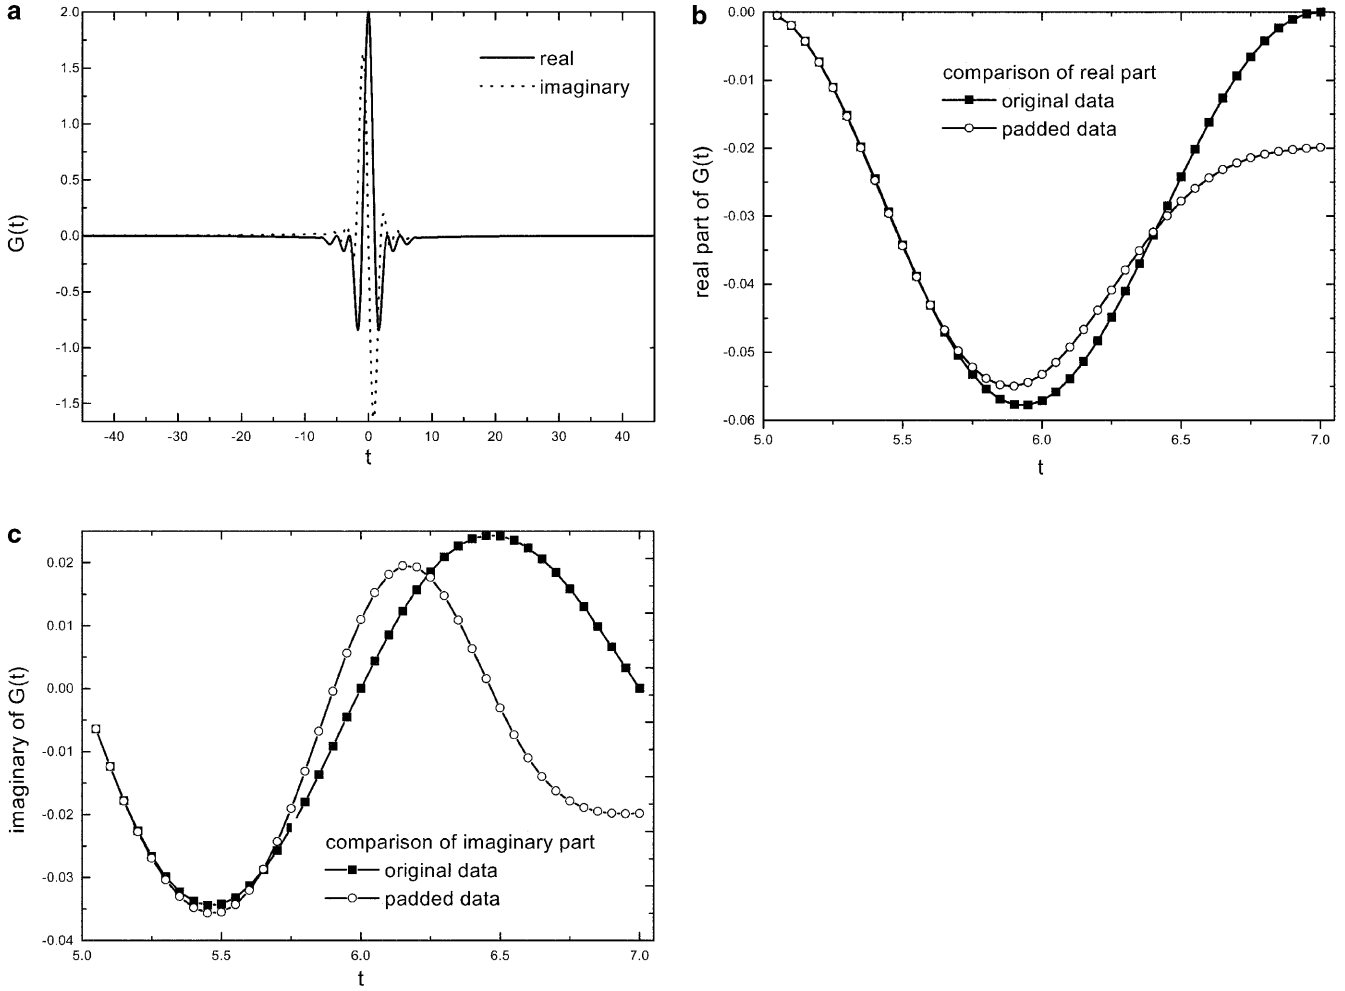 a
2.0
1.5
1.0
0.5
0.0
-0.5
-1.0
-1.5
G(t)
real
imaginary
-40 -30 -20 -10 0 10 20 30 40
t
b
0.00
-0.01
-0.02
-0.03
-0.04
-0.05
-0.06
real part of G(t)
comparison of real part
original data
padded data
5.0 5.5 6.0 6.5 7.0
t
c
0.02
0.01
0.00
-0.01
-0.02
-0.03
-0.04
imaginary of G(t)
comparison of imaginary part
original data
padded data
5.0 5.5 6.0 6.5 7.0
t